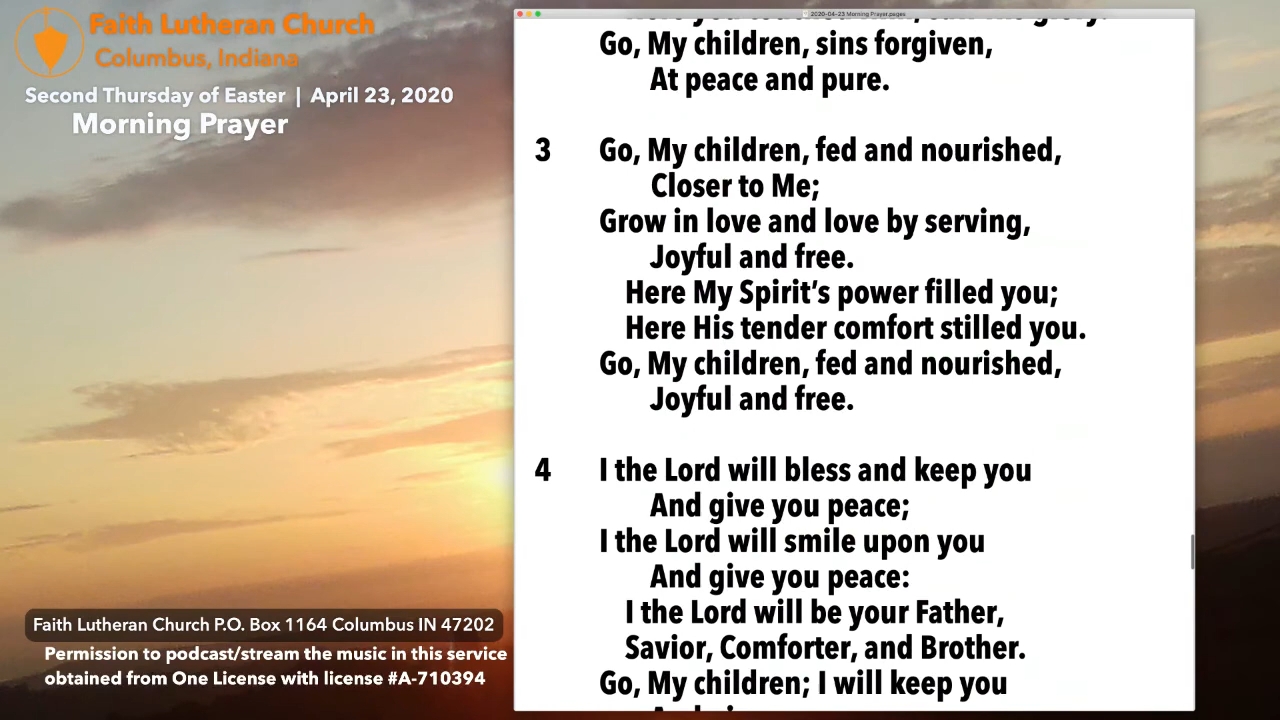 Faith Lutheran Church
Columbus, Indiana
Second Thursday of Easter | April 23, 2020
Morning Prayer
2020-04-23 Morning Prayer.pages
Go, My children, sins forgiven,
At peace and pure.
3 Go, My children, fed and nourished,
Closer to Me;
Grow in love and love by serving,
Joyful and free.
Here My Spirit’s power filled you;
Here His tender comfort stilled you.
Go, My children, fed and nourished,
Joyful and free.
4 I the Lord will bless and keep you
And give you peace;
I the Lord will smile upon you
And give you peace:
I the Lord will be your Father,
Savior, Comforter, and Brother.
Go, My children; I will keep you
Faith Lutheran Church P.O. Box 1164 Columbus IN 47202
Permission to podcast/stream the music in this service
obtained from One License with license #A-710394